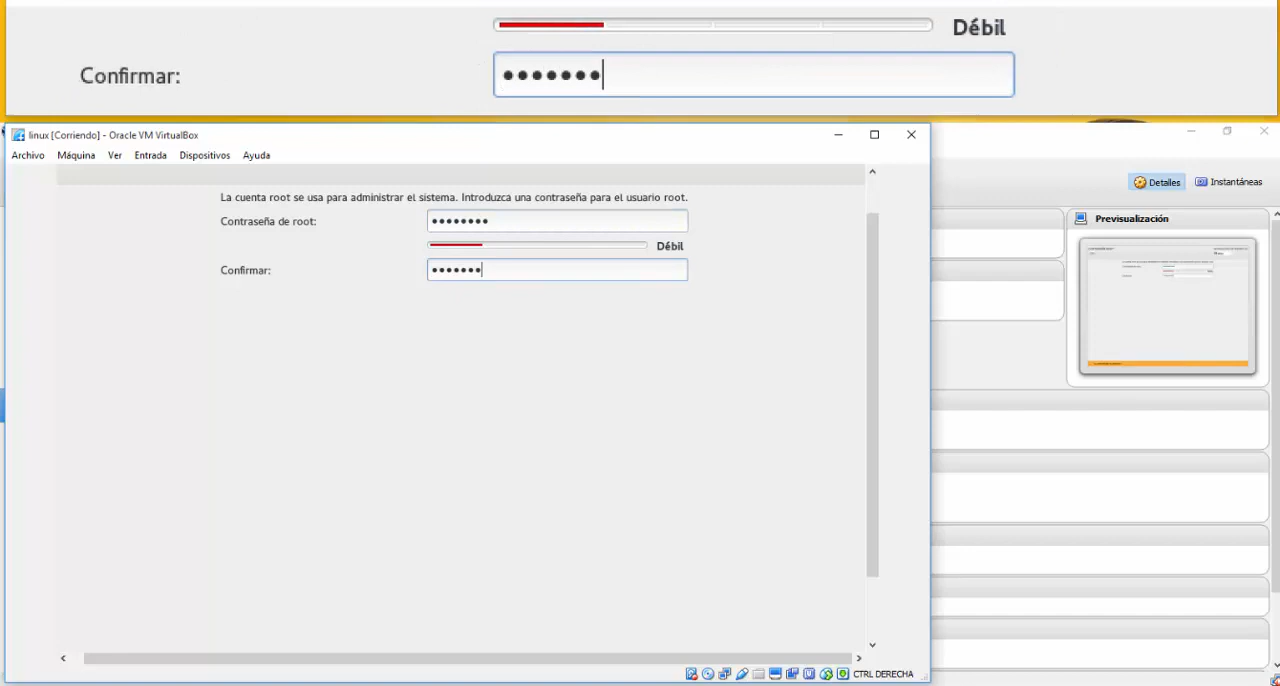 Débil
Confirmar: •••••••
linux [Corriendo] - Oracle VM VirtualBox
Archivo Máquina Ver Entrada Dispositivos Ayuda
La cuenta root se usa para administrar el sistema. Introduzca una contraseña para el usuario root.
Contraseña de root: ••••••••
Débil
Confirmar: •••••••
CTRL DERECHA
Detalles Instantáneas
Previsualización